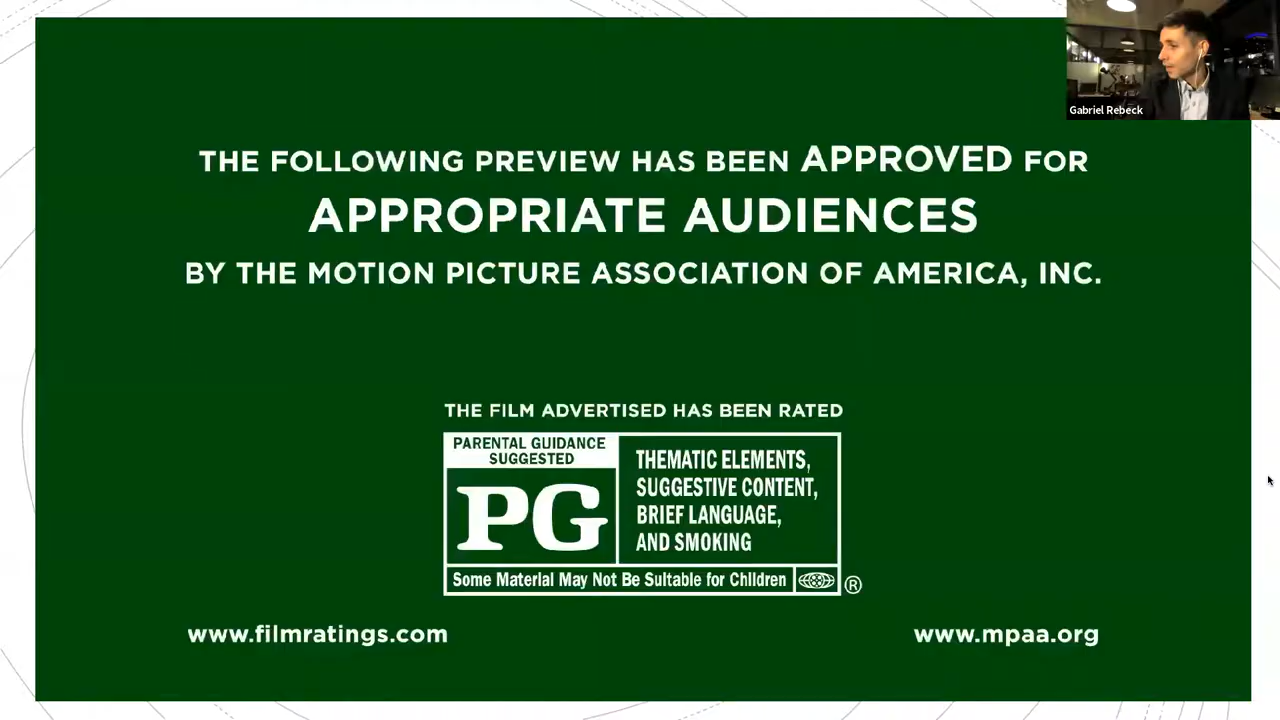 Gabriel Rebeck
THE FOLLOWING PREVIEW HAS BEEN APPROVED FOR
APPROPRIATE AUDIENCES
BY THE MOTION PICTURE ASSOCIATION OF AMERICA, INC.
THE FILM ADVERTISED HAS BEEN RATED
PARENTAL GUIDANCE
SUGGESTED
PG
THEMATIC ELEMENTS,
SUGGESTIVE CONTENT,
BRIEF LANGUAGE,
AND SMOKING
Some Material May Not Be Suitable for Children
®
www.filmratings.com
www.mpaa.org